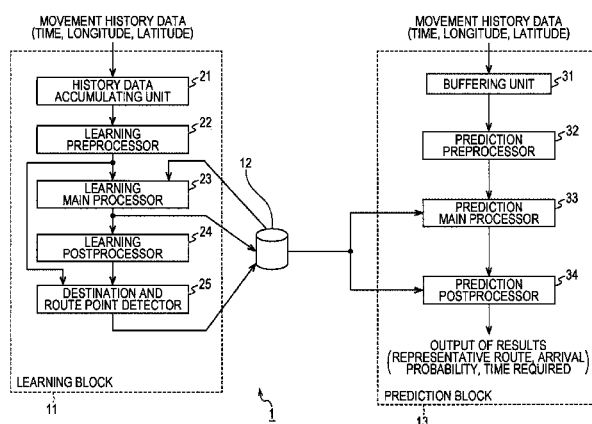 MOVEMENT HISTORY DATA
(TIME, LONGITUDE, LATITUDE)
21
HISTORY DATA
ACCUMULATING UNIT
22
LEARNING
PREPROCESSOR
23
LEARNING
MAIN PROCESSOR
24
LEARNING
POSTPROCESSOR
25
DESTINATION AND
ROUTE POINT DETECTOR
LEARNING BLOCK
11
12
1
MOVEMENT HISTORY DATA
(TIME, LONGITUDE, LATITUDE)
31
BUFFERING UNIT
32
PREDICTION
PREPROCESSOR
33
PREDICTION
MAIN PROCESSOR
34
PREDICTION
POSTPROCESSOR
OUTPUT OF RESULTS
(REPRESENTATIVE ROUTE, ARRIVAL
PROBABILITY, TIME REQUIRED)
PREDICTION BLOCK
13